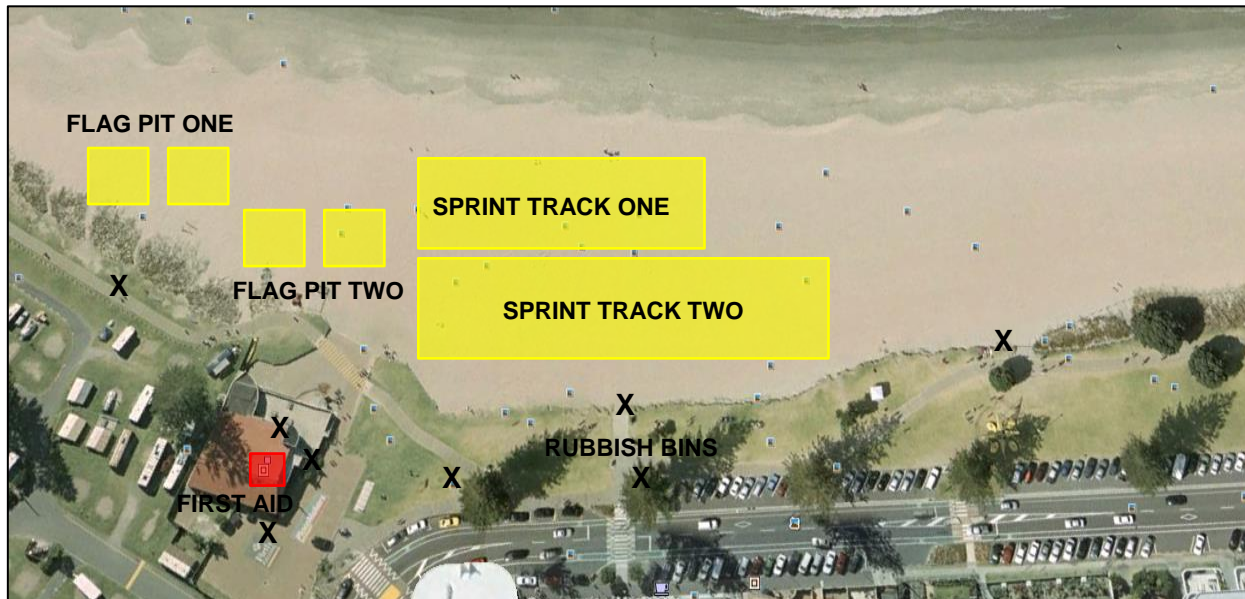 FLAG PIT ONE
SPRINT TRACK ONE
FLAG PIT TWO
X
SPRINT TRACK TWO
X
X
X
RUBBISH BINS
X
X
X
FIRST AID
X